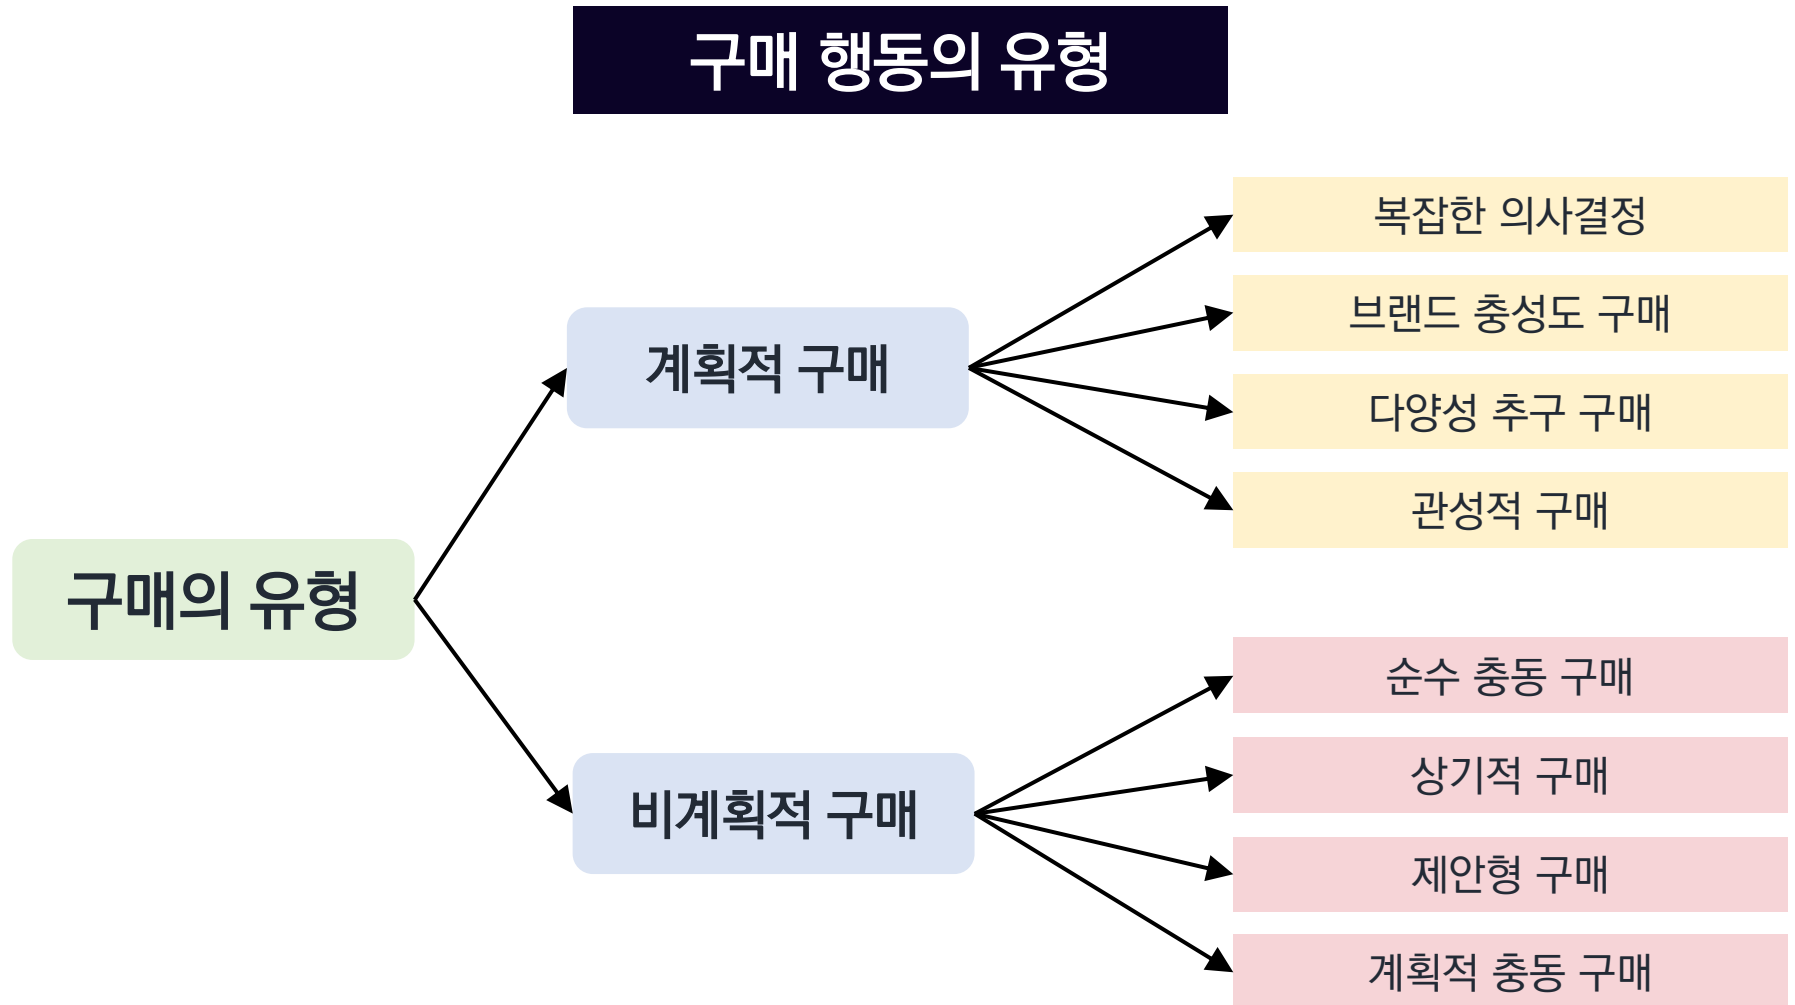 구매 행동의 유형
구매의 유형
계획적 구매
복잡한 의사결정
브랜드 충성도 구매
다양성 추구 구매
관성적 구매
비계획적 구매
순수 충동 구매
상기적 구매
제안형 구매
계획적 충동 구매